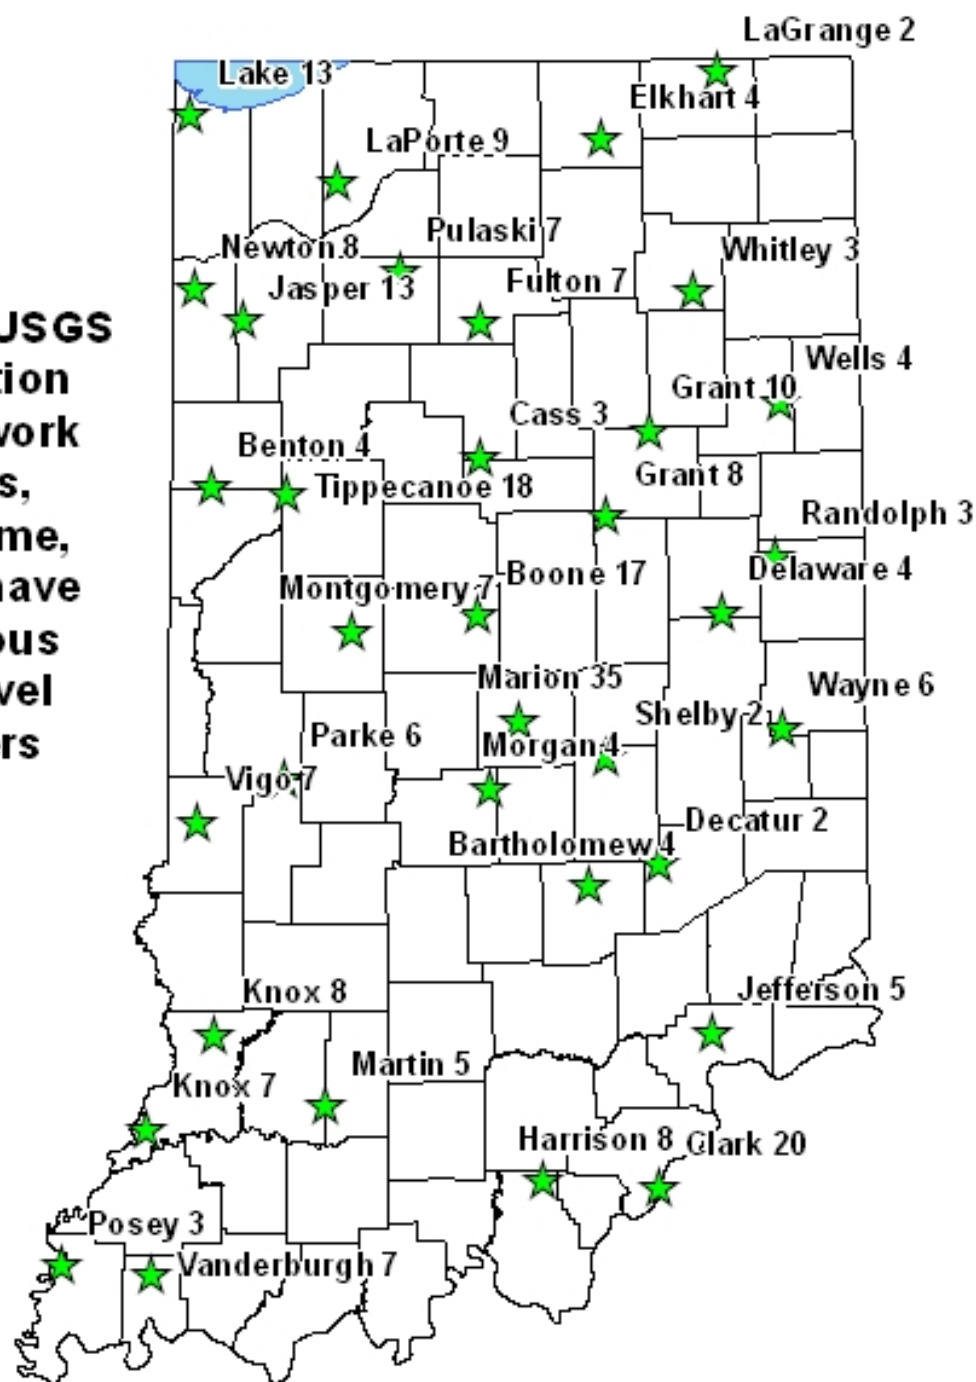 LaGrange 2
Lake 13
Elkhart 4
LaPorte 9
Pulaski 7
Newton 8
Whitley 3
Jasper 13
Fulton 7
USGS
tion
work
s,
me,
have
ous
vel
rs
Wells 4
Grant 10
Cass 3
Benton 4
Grant 8
Tippecanoe 18
Randolph 3
Boone 17
Delaware 4
Montgomery 7
Marion 35
Wayne 6
Shelby 2
Parke 6
Morgan 4
Vigo 7
Decatur 2
Bartholomew 4
Knox 8
Jefferson 5
Martin 5
Knox 7
Harrison 8
Clark 20
Posey 3
Vanderburgh 7